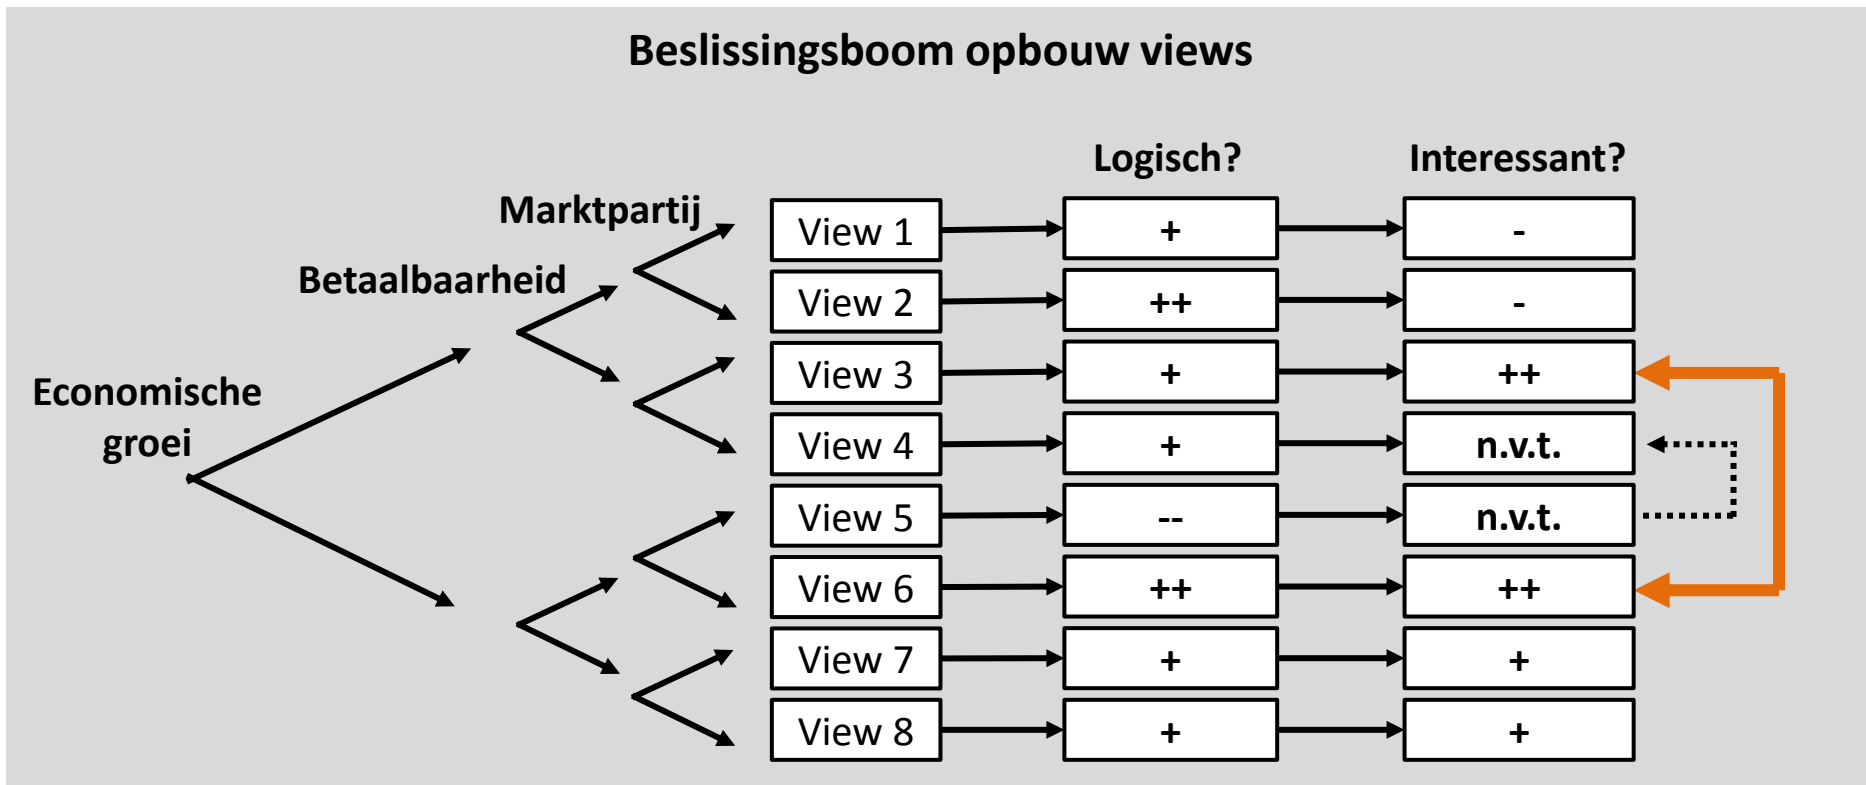 Beslissingsboom opbouw views
Logisch? Interessant?
Marktpartij
Betaalbaarheid
Economische
groei
View 1 + -
View 2 ++ -
View 3 + ++
View 4 + n.v.t.
View 5 -- n.v.t.
View 6 ++ ++
View 7 + +
View 8 + +